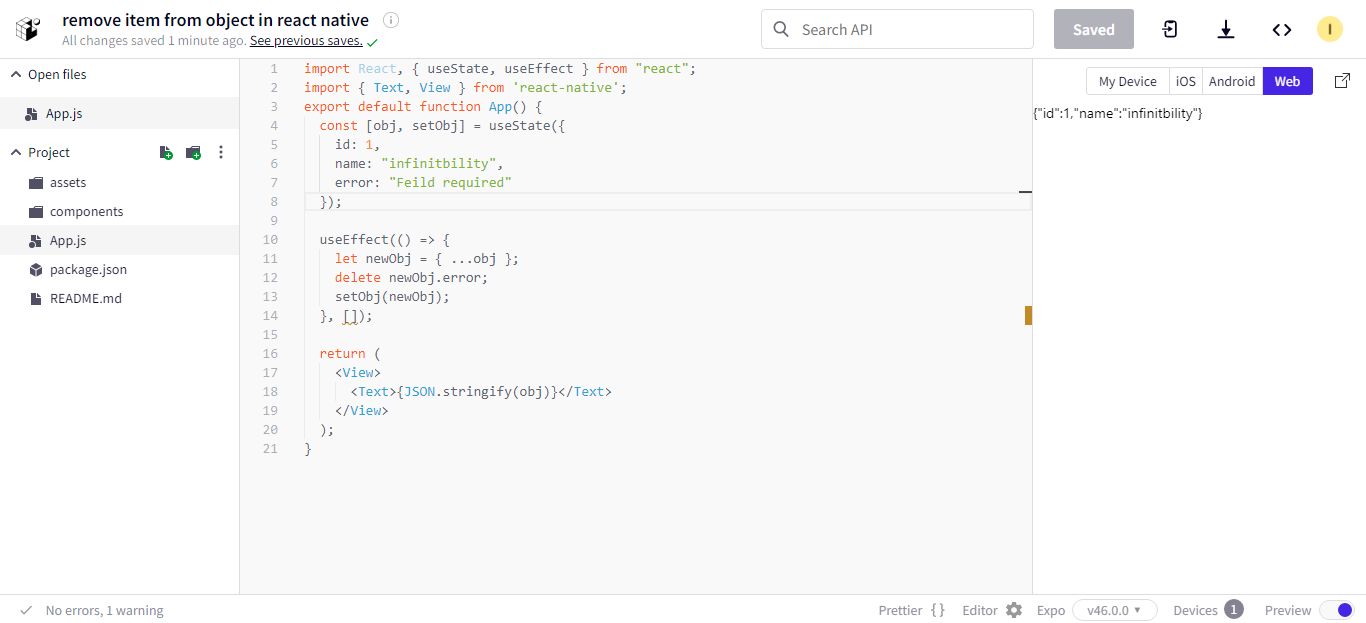 remove item from object in react native
All changes saved 1 minute ago. See previous saves.
Search API
Saved
I
Open files
App.js
Project
assets
components
App.js
package.json
README.md
1 import React, { useState, useEffect } from "react";
2 import { Text, View } from 'react-native';
3 export default function App() {
4 const [obj, setObj] = useState({
5 id: 1,
6 name: "infinitbility",
7 error: "Feild required"
8 });
9
10 useEffect(() => {
11 let newObj = { ...obj };
12 delete newObj.error;
13 setObj(newObj);
14 }, []);
15
16 return (
17 <View>
18 <Text>{JSON.stringify(obj)}</Text>
19 </View>
20 );
21 }
My Device iOS Android Web
{"id":1,"name":"infinitbility"}
No errors, 1 warning
Prettier { } Editor Expo v46.0.0 Devices 1 Preview